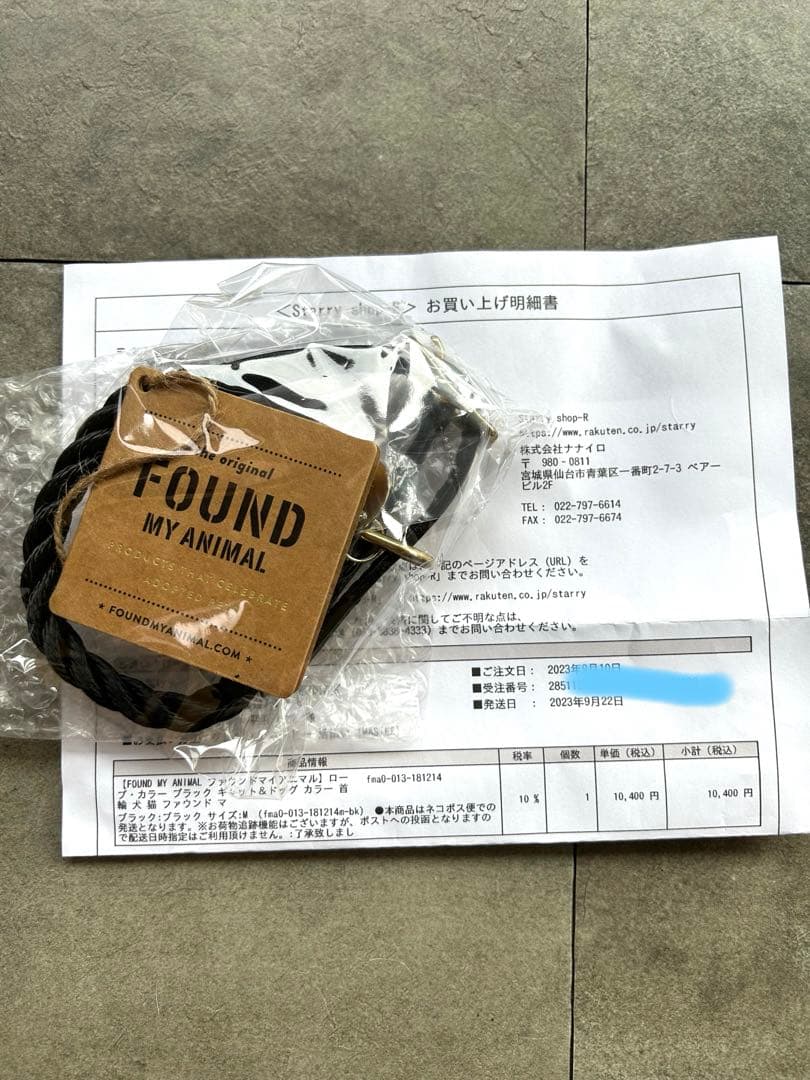 <Starry shop-R> お買い上げ明細書
The original
FOUND
MY ANIMAL
PRODUCTS THAT CELEBRATE
ADOPTED
* FOUNDMYANIMAL.COM *
Starry shop-R
https://www.rakuten.co.jp/starry
株式会社ナナイロ
〒 980-0811
宮城県仙台市青葉区一番町2-7-3 ベアー
ビル2F
TEL : 022-797-6614
FAX : 022-797-6674
記のページアドレス (URL) を
shop-R」までお問い合わせください。
https://www.rakuten.co.jp/starry
に関してご不明な点は、
4333) までお問い合わせください。
■ご注文日 : 2023年
■受注番号 : 2851
■発送日 : 2023年9月22日
商品情報 税率 個数 単価 (税込) 小計 (税込)
【FOUND MY ANIMAL ファウンドマイアニマル】ロー fma0-013-181214
プ・カラー ブラック キャット&ドッグ カラー 首
輪 犬 猫 ファウンド マ
ブラック:ブラック サイズ:M (fma0-013-181214m-bk) ●本商品はネコポス便での
発送となります。※お荷物追跡機能はございますが、ポストへの投函となりますの
で配送日時指定はご利用頂けません。:了承致しまし
10 % 1 10,400 円 10,400 円